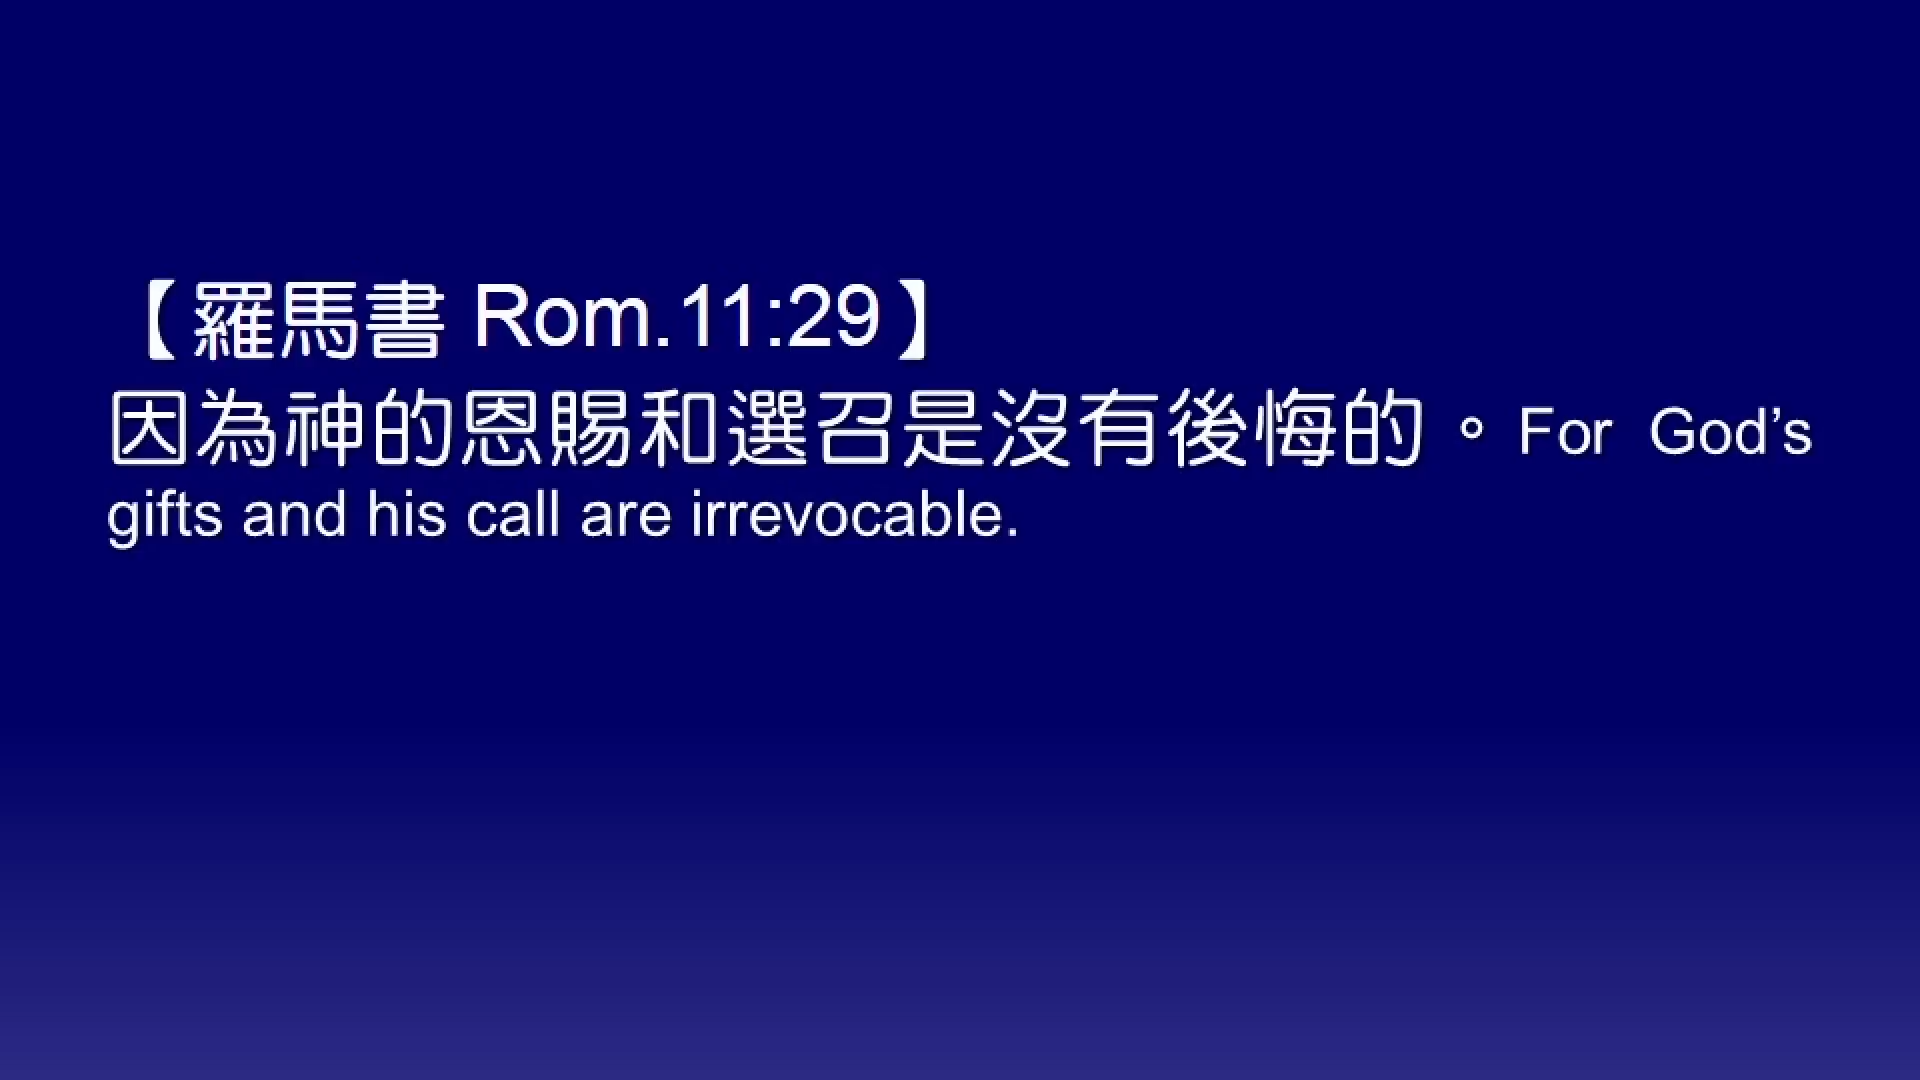 【羅馬書 Rom.11:29】
因為神的恩賜和選召是沒有後悔的。For  God’s
gifts and his call are irrevocable.